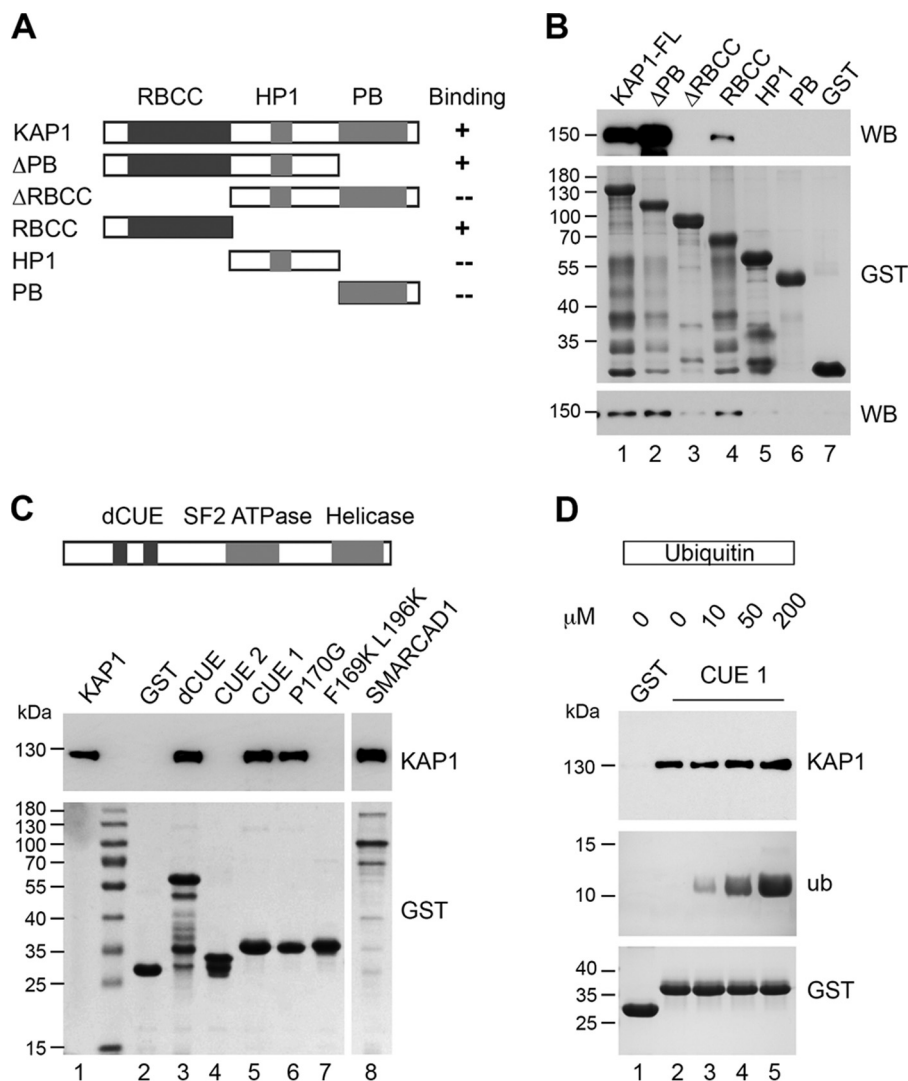 A
RBCC HP1 PB Binding
KAP1 +
ΔPB +
ΔRBCC --
RBCC +
HP1 --
PB --
B
KAP1-FL ΔPB ΔRBCC RBCC HP1 PB GST
150 WB
180
130
100
70
55
40
35
GST
150 WB
1 2 3 4 5 6 7
C
dCUE SF2 ATPase Helicase
KAP1 GST dCUE CUE 2 CUE 1 P170G F169K L196K SMARCAD1
kDa
130 KAP1
180
130
100
70
55
40
35
25
15
GST
1 2 3 4 5 6 7 8
D
Ubiquitin
μM 0 0 10 50 200
GST CUE 1
kDa
130 KAP1
15
10
ub
40
35
25
GST
1 2 3 4 5